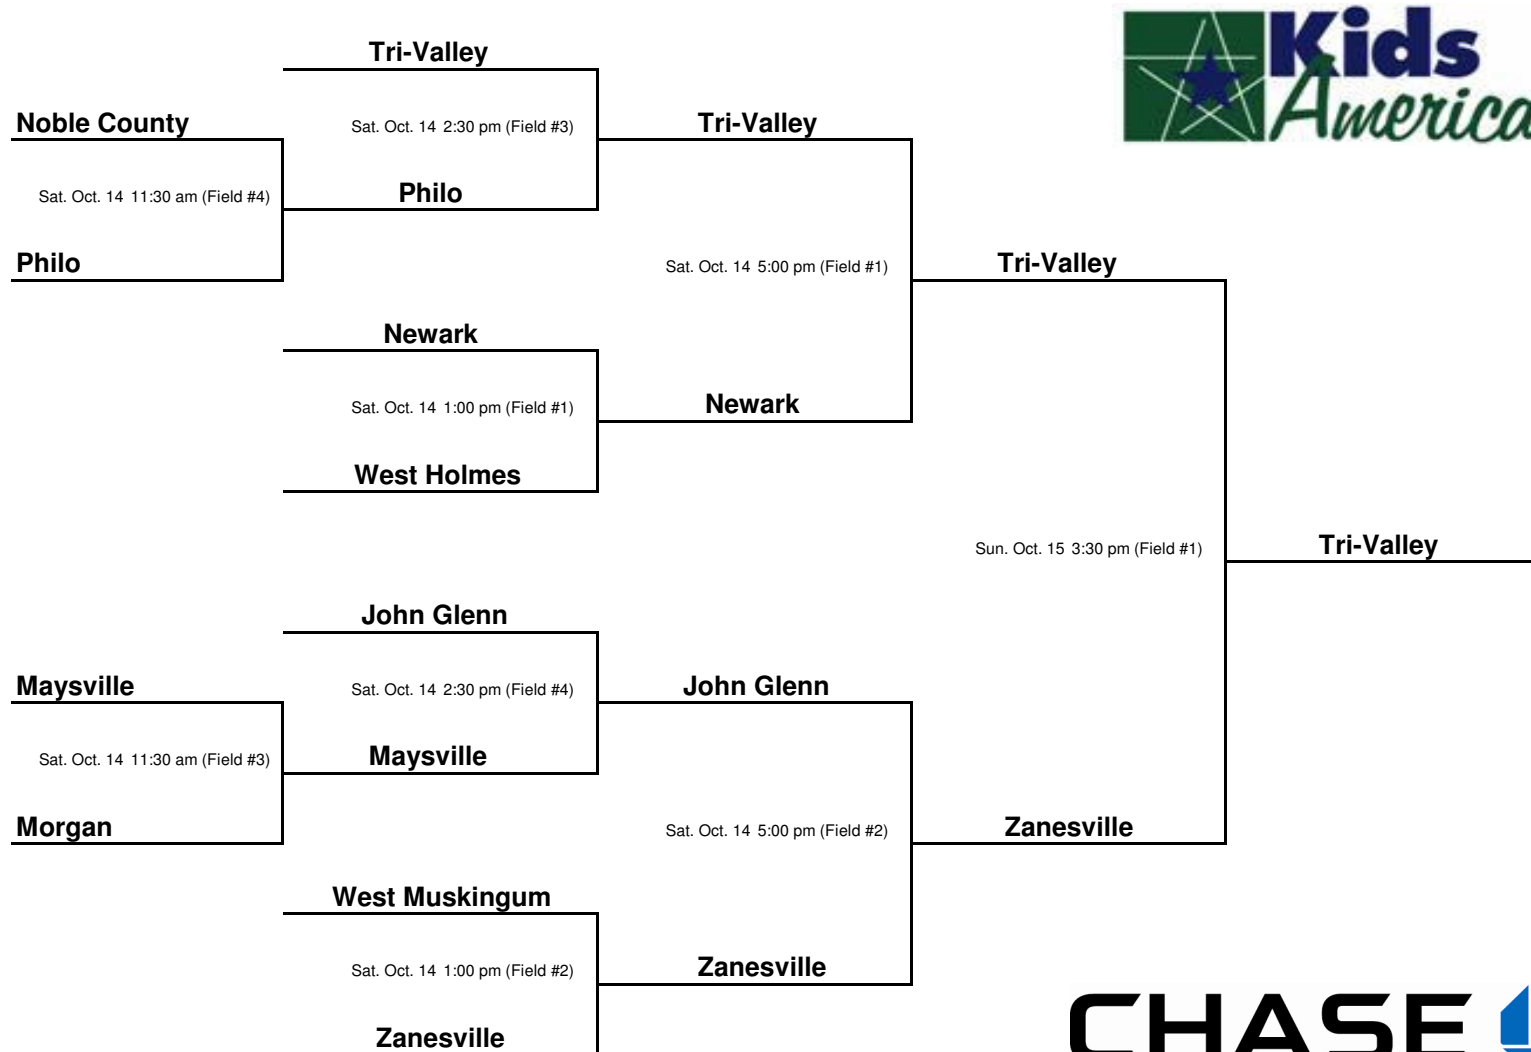 Kids
America
Tri-Valley
Noble County
Sat. Oct. 14 2:30 pm (Field #3)
Tri-Valley
Sat. Oct. 14 11:30 am (Field #4)
Philo
Philo
Sat. Oct. 14 5:00 pm (Field #1)
Tri-Valley
Newark
Sat. Oct. 14 1:00 pm (Field #1)
Newark
West Holmes
Sun. Oct. 15 3:30 pm (Field #1)
Tri-Valley
John Glenn
Maysville
Sat. Oct. 14 2:30 pm (Field #4)
John Glenn
Sat. Oct. 14 11:30 am (Field #3)
Maysville
Morgan
Sat. Oct. 14 5:00 pm (Field #2)
Zanesville
West Muskingum
Sat. Oct. 14 1:00 pm (Field #2)
Zanesville
Zanesville
CHASE